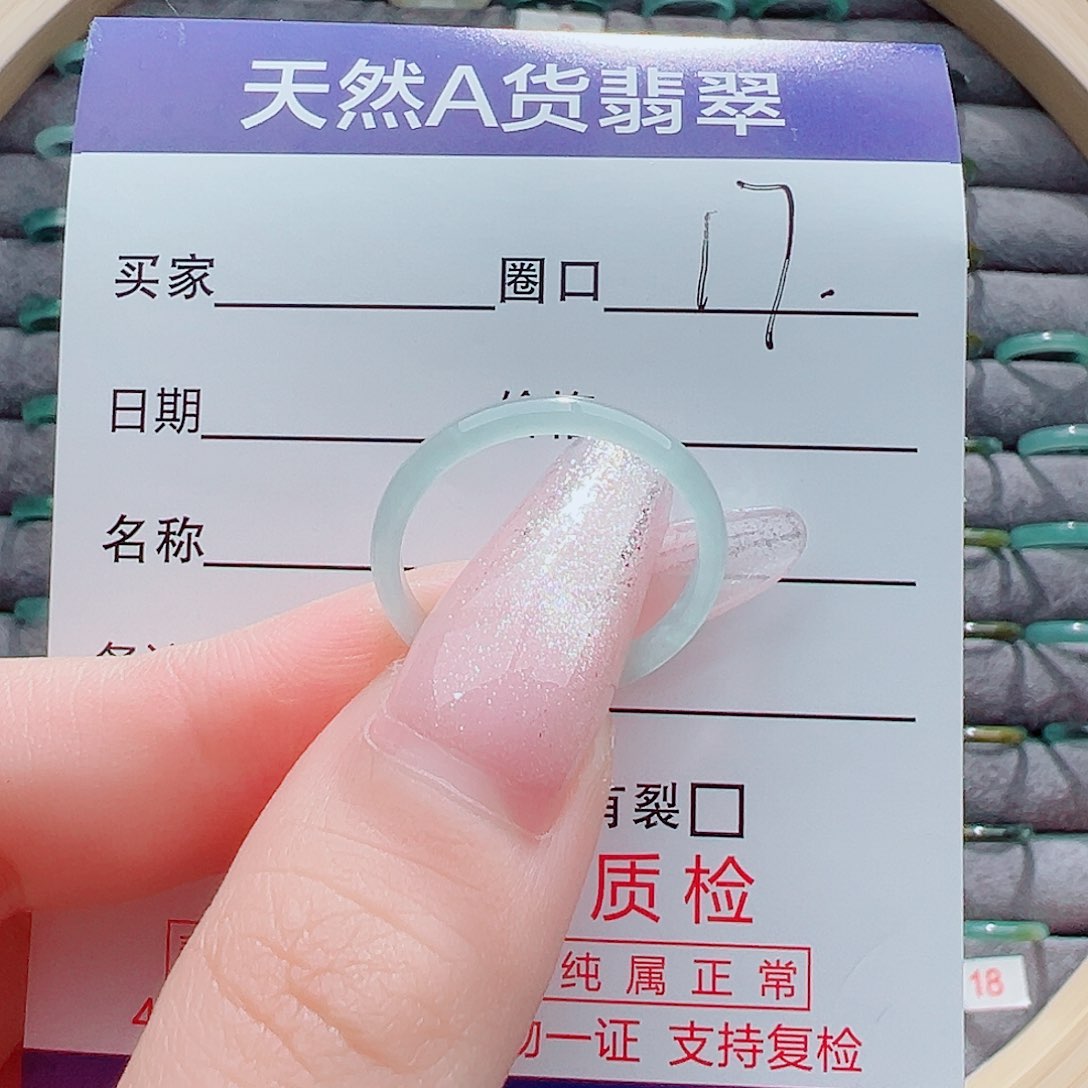 天然A货翡翠
买家 圈口 17.
日期
名称
有裂□
质检
纯属正常
一证 支持复检
18